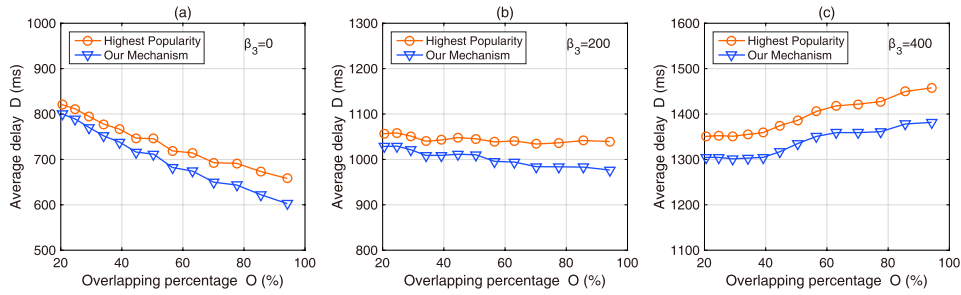 (a)
β3=0
Highest Popularity
Our Mechanism
Average delay D (ms)
1000
900
800
700
600
500
20 40 60 80 100
Overlapping percentage O (%)
(b)
β3=200
Highest Popularity
Our Mechanism
Average delay D (ms)
1300
1200
1100
1000
900
800
20 40 60 80 100
Overlapping percentage O (%)
(c)
β3=400
Highest Popularity
Our Mechanism
Average delay D (ms)
1600
1500
1400
1300
1200
1100
20 40 60 80 100
Overlapping percentage O (%)